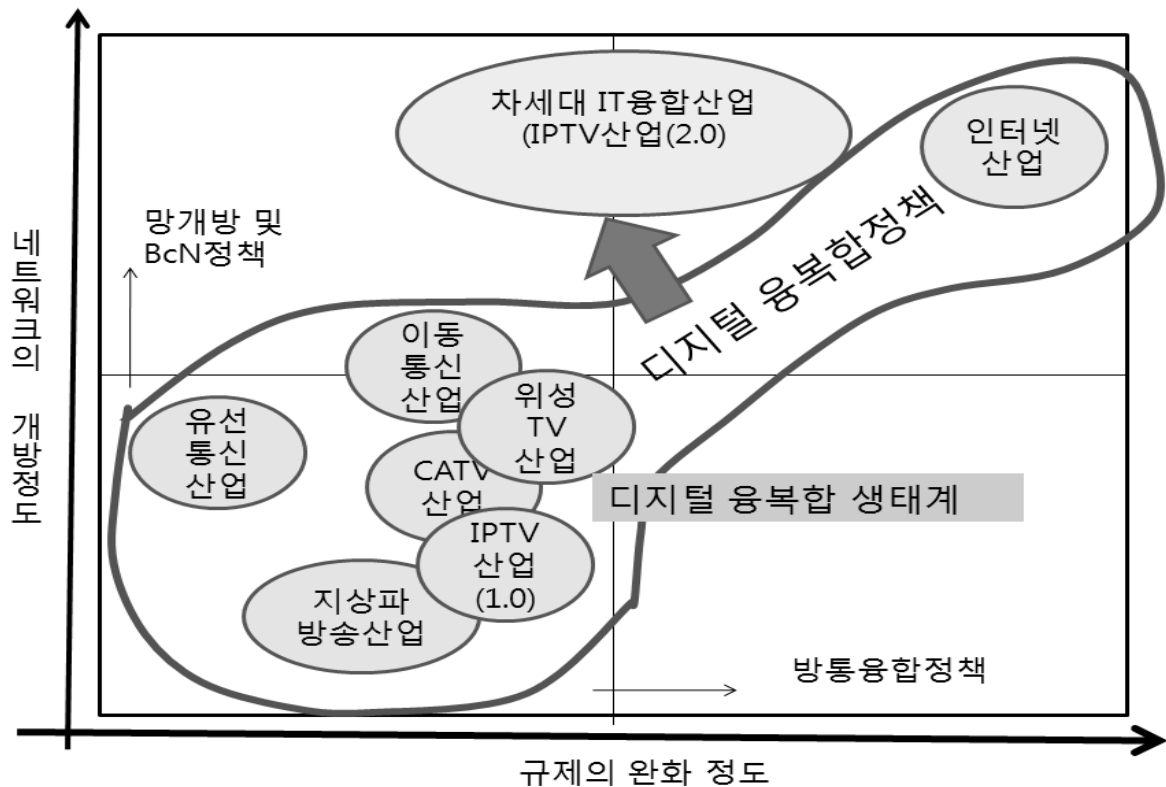 차세대 IT융합산업
(IPTV산업(2.0)
인터넷
산업
망개방 및
BcN정책
네트워크의 개방정도
디지털 융복합정책
이동
통신
산업
위성
TV
산업
유선
통신
산업
CATV
산업
디지털 융복합 생태계
IPTV
산업
(1.0)
지상파
방송산업
방통융합정책
규제의 완화 정도